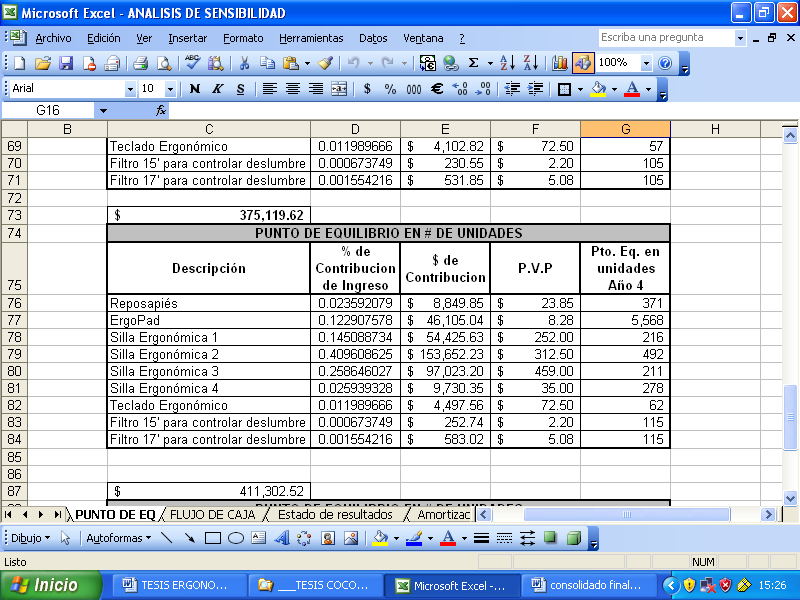 Microsoft Excel - ANALISIS DE SENSIBILIDAD
Archivo Edición Ver Insertar Formato Herramientas Datos Ventana ? Escriba una pregunta
100%
Arial 10 N K S $ % 000 €
G16 fx
B C D E F G H
69 Teclado Ergonómico 0.011989666 $ 4,102.82 $ 72.50 57
70 Filtro 15' para controlar deslumbre 0.000673749 $ 230.55 $ 2.20 105
71 Filtro 17' para controlar deslumbre 0.001554216 $ 531.85 $ 5.08 105
72
73 $ 375,119.62
74 PUNTO DE EQUILIBRIO EN # DE UNIDADES
75 Descripción % de Contribucion de Ingreso $ de Contribucion P.V.P Pto. Eq. en unidades Año 4
76 Reposapiés 0.023592079 $ 8,849.85 $ 23.85 371
77 ErgoPad 0.122907578 $ 46,105.04 $ 8.28 5,568
78 Silla Ergonómica 1 0.145088734 $ 54,425.63 $ 252.00 216
79 Silla Ergonómica 2 0.409608625 $ 153,652.23 $ 312.50 492
80 Silla Ergonómica 3 0.258646027 $ 97,023.20 $ 459.00 211
81 Silla Ergonómica 4 0.025939328 $ 9,730.35 $ 35.00 278
82 Teclado Ergonómico 0.011989666 $ 4,497.56 $ 72.50 62
83 Filtro 15' para controlar deslumbre 0.000673749 $ 252.74 $ 2.20 115
84 Filtro 17' para controlar deslumbre 0.001554216 $ 583.02 $ 5.08 115
85
86
87 $ 411,302.52
88 PUNTO DE EQUILIBRIO EN # DE UNIDADES
PUNTO DE EQ FLUJO DE CAJA Estado de resultados Amortizac
Dibujo Autoformas
Listo NUM
Inicio TESIS ERGONO... ___TESIS COCO... Microsoft Excel -... consolidado final... 15:26